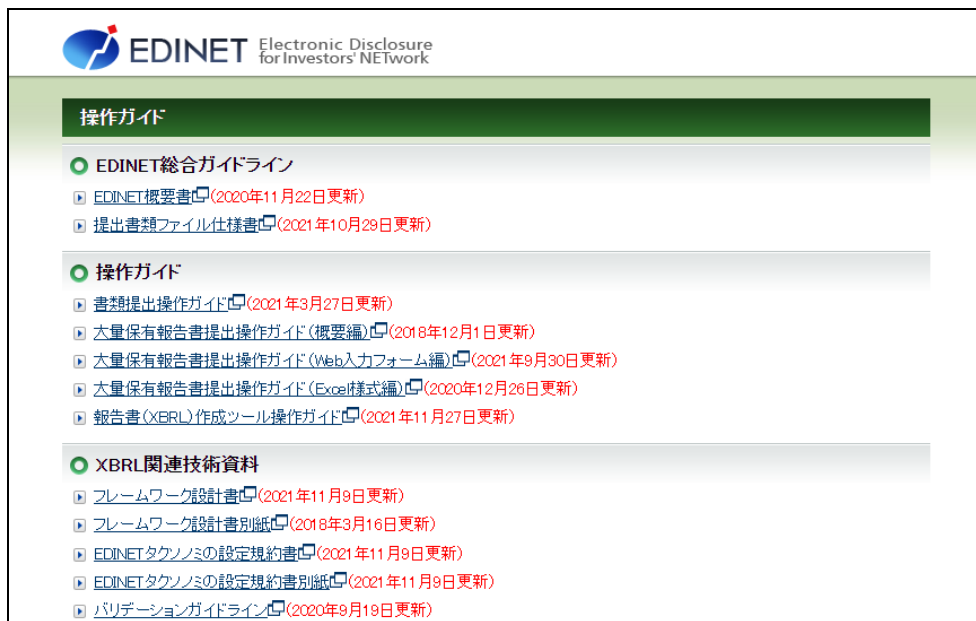 EDINET Electronic Disclosure
for Investors' NETwork
操作ガイド
EDINET総合ガイドライン
EDINET概要書(2020年11月22日更新)
提出書類ファイル仕様書(2021年10月29日更新)
操作ガイド
書類提出操作ガイド(2021年3月27日更新)
大量保有報告書提出操作ガイド(概要編)(2018年12月1日更新)
大量保有報告書提出操作ガイド(Web入力フォーム編)(2021年9月30日更新)
大量保有報告書提出操作ガイド(Excel様式編)(2020年12月26日更新)
報告書(XBRL)作成ツール操作ガイド(2021年11月27日更新)
XBRL関連技術資料
フレームワーク設計書(2021年11月9日更新)
フレームワーク設計書別紙(2018年3月16日更新)
EDINETタクソノミの設定規約書(2021年11月9日更新)
EDINETタクソノミの設定規約書別紙(2021年11月9日更新)
バリデーションガイドライン(2020年9月19日更新)